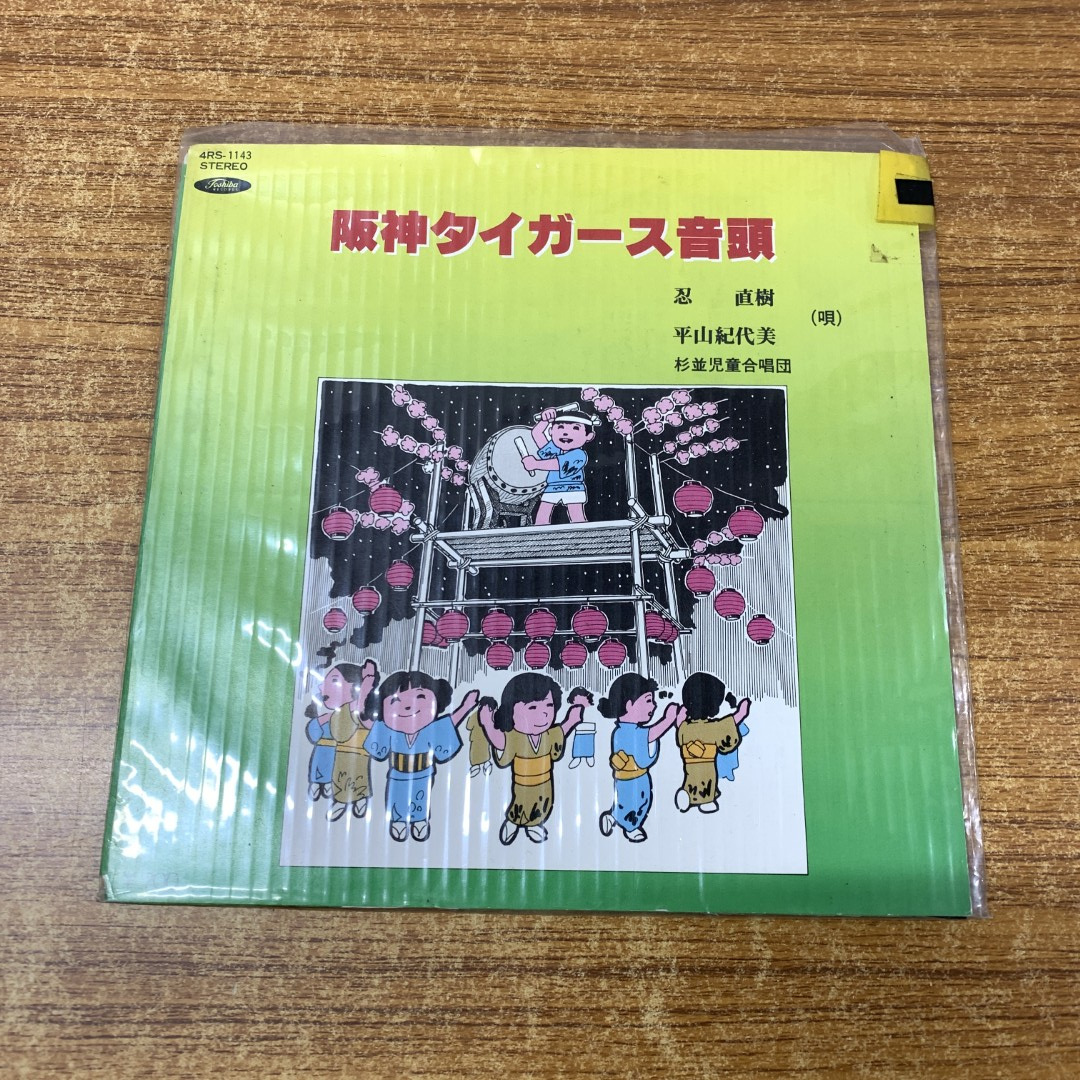 4RS-1143
STEREO
Toshiba
RECORDS
阪神タイガース音頭
忍　直樹
(唄)
平山紀代美
杉並児童合唱団